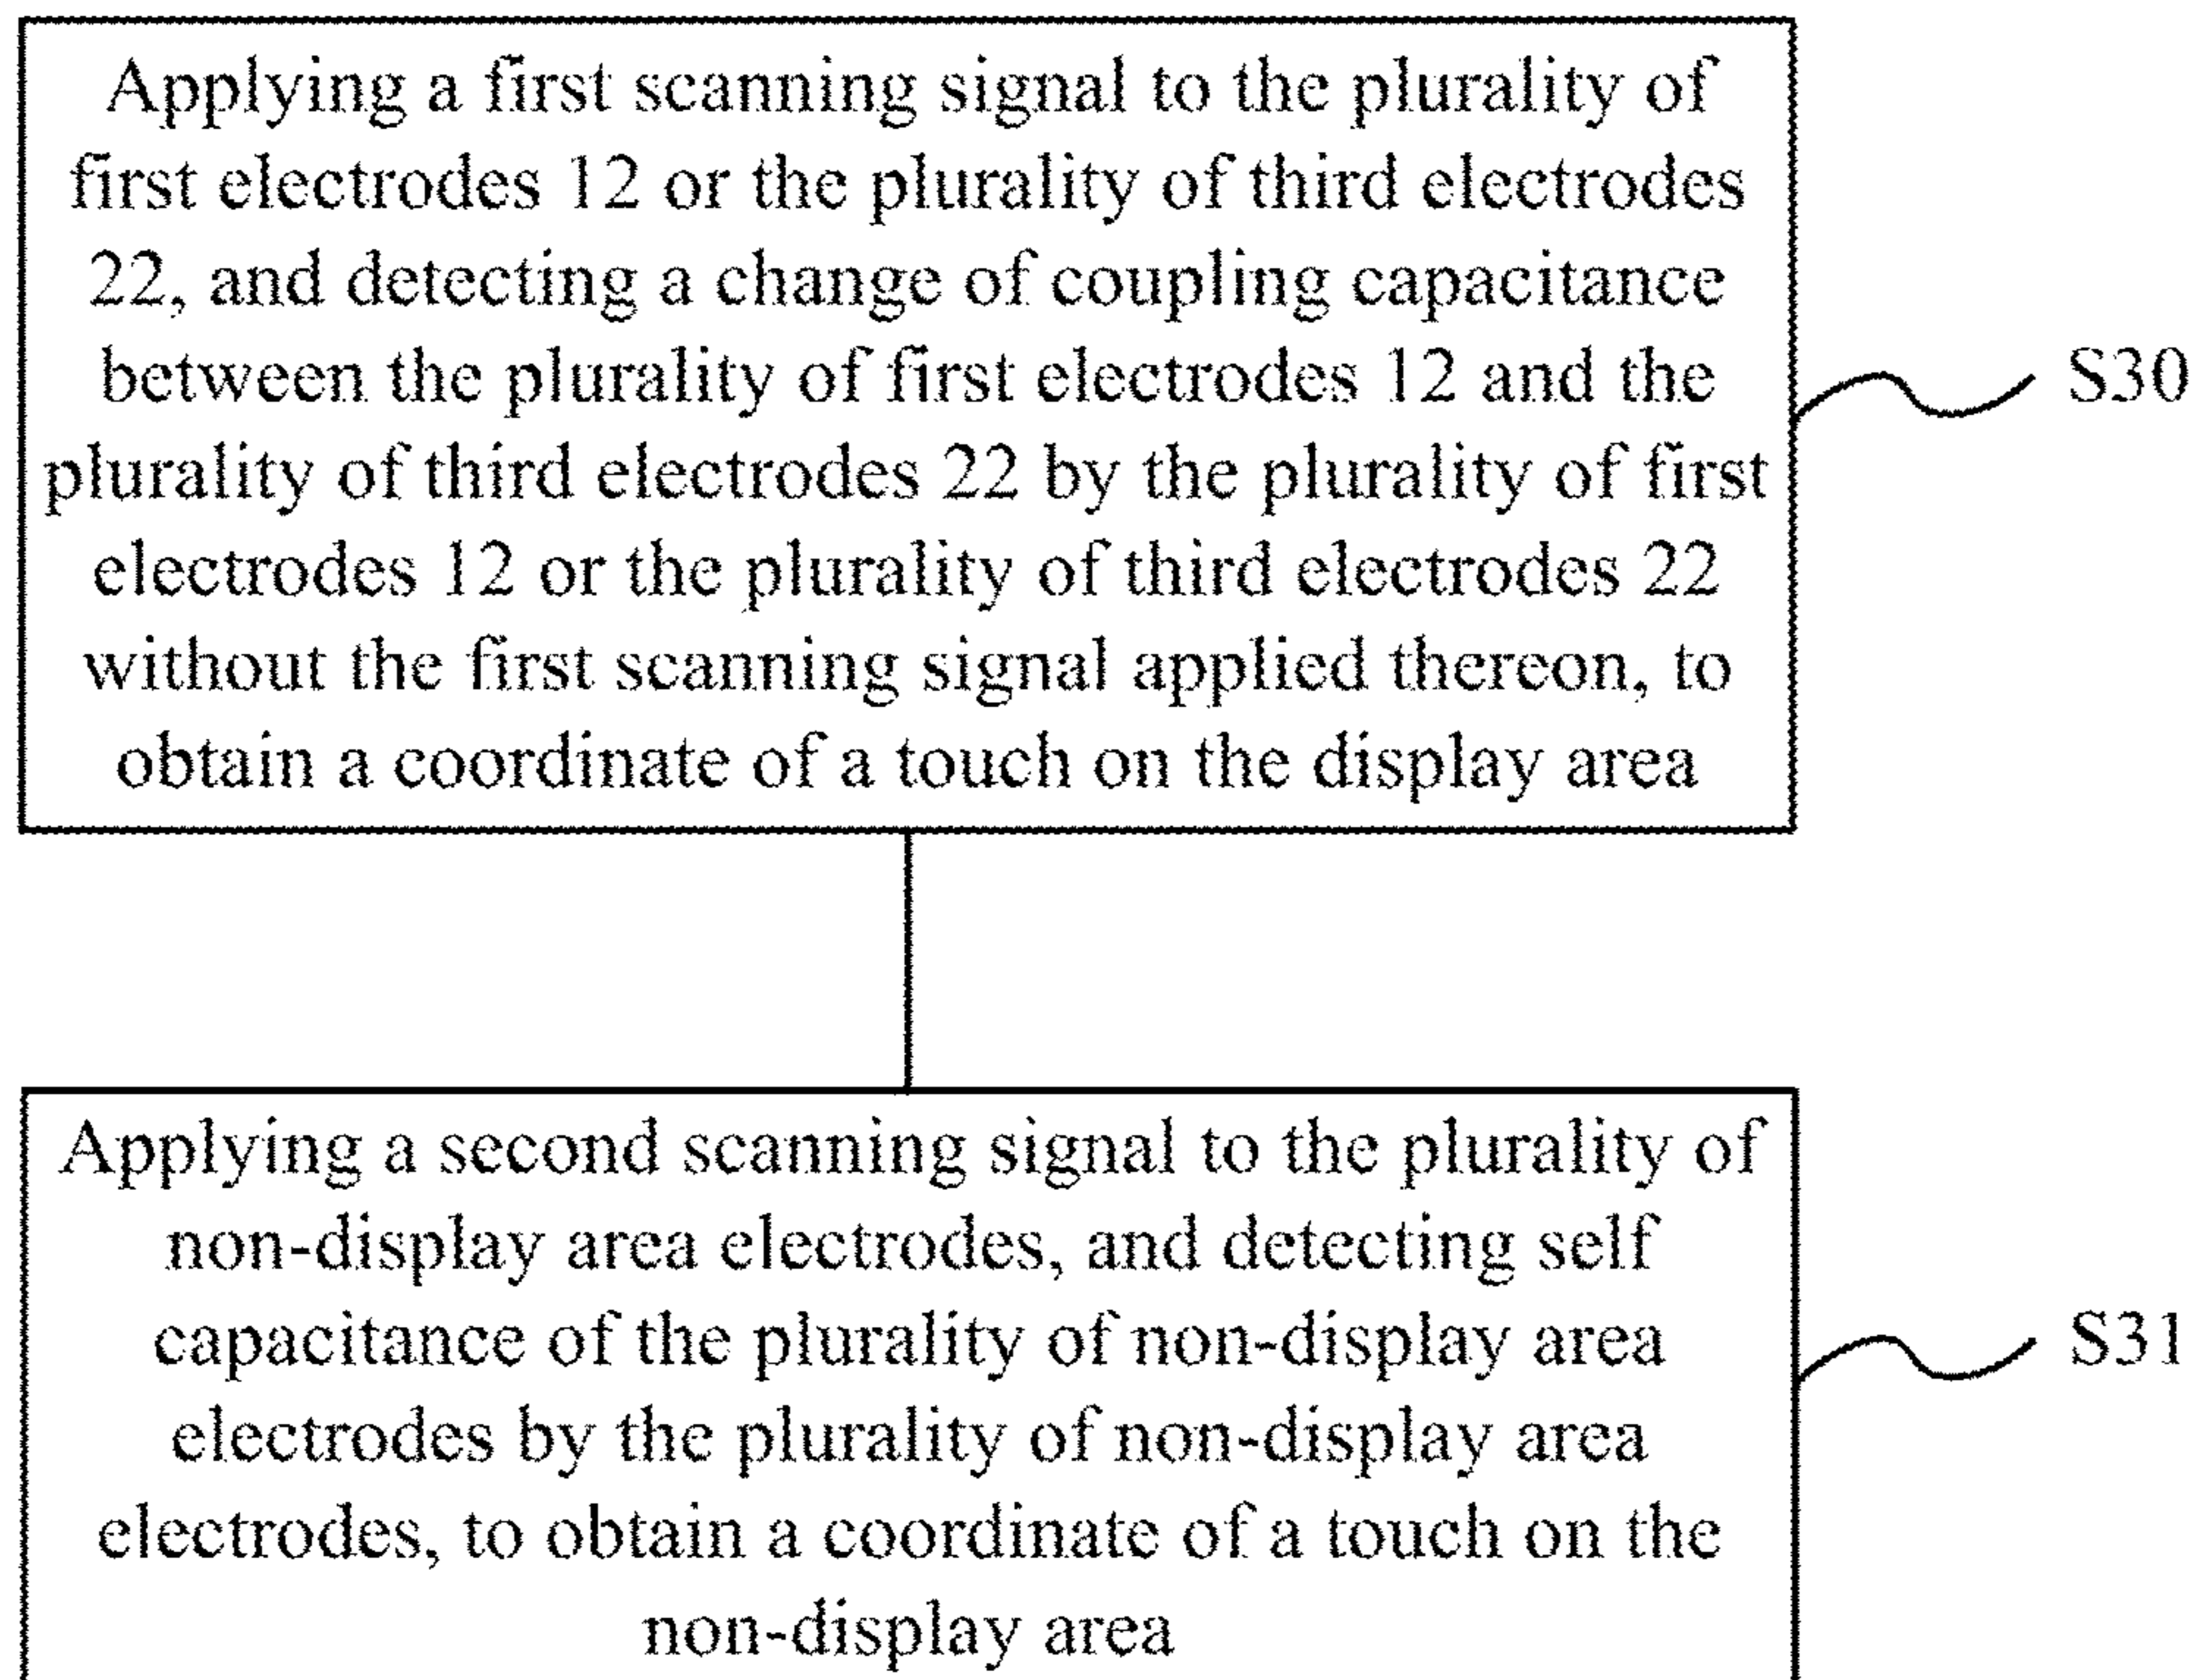 Applying a first scanning signal to the plurality of
first electrodes 12 or the plurality of third electrodes
22, and detecting a change of coupling capacitance
between the plurality of first electrodes 12 and the
plurality of third electrodes 22 by the plurality of first
electrodes 12 or the plurality of third electrodes 22
without the first scanning signal applied thereon, to
obtain a coordinate of a touch on the display area
S30
Applying a second scanning signal to the plurality of
non-display area electrodes, and detecting self
capacitance of the plurality of non-display area
electrodes by the plurality of non-display area
electrodes, to obtain a coordinate of a touch on the
non-display area
S31